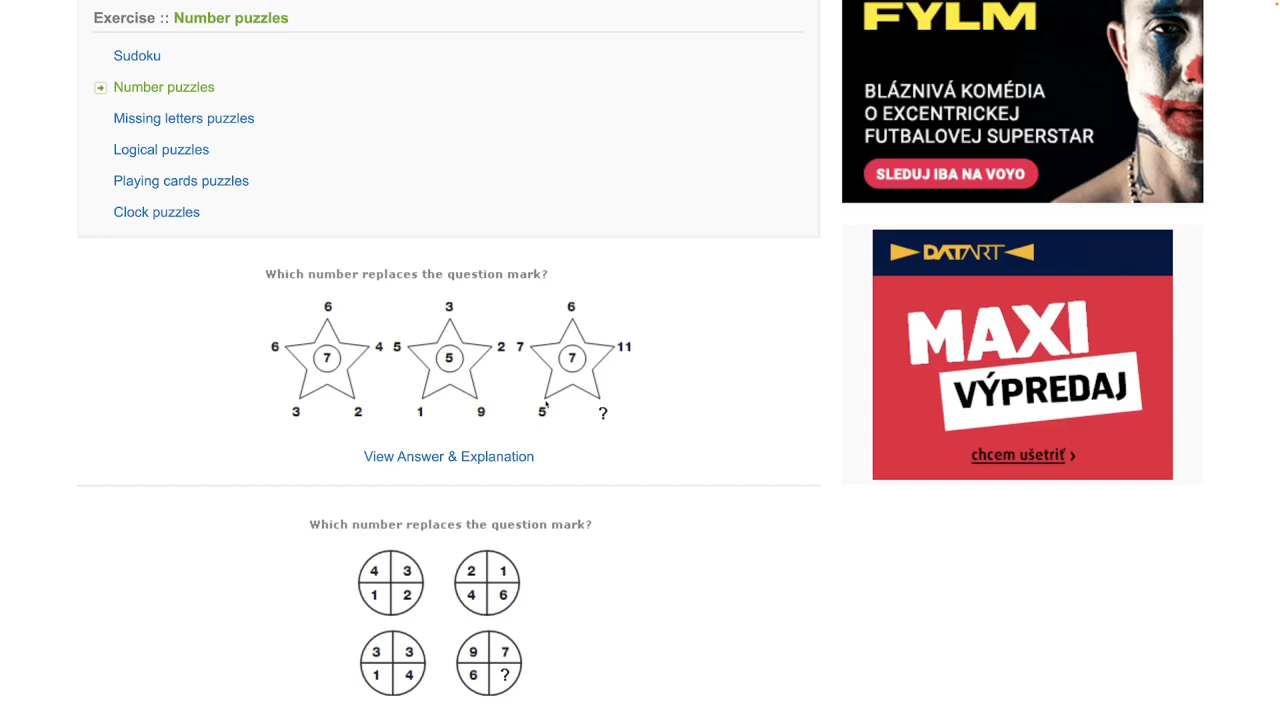 Exercise :: Number puzzles
Sudoku
Number puzzles
Missing letters puzzles
Logical puzzles
Playing cards puzzles
Clock puzzles
Which number replaces the question mark?
6 3 6
6 7 4 5 5 2 7 7 11
3 2 1 9 5 ?
View Answer & Explanation
Which number replaces the question mark?
4 3 2 1
1 2 4 6
3 3 9 7
1 4 6 ?
FYLM
BLÁZNIVÁ KOMÉDIA
O EXCENTRICKEJ
FUTBALOVEJ SUPERSTAR
SLEDUJ IBA NA VOYO
DATART
MAXI
VÝPREDAJ
chcem ušetriť ›